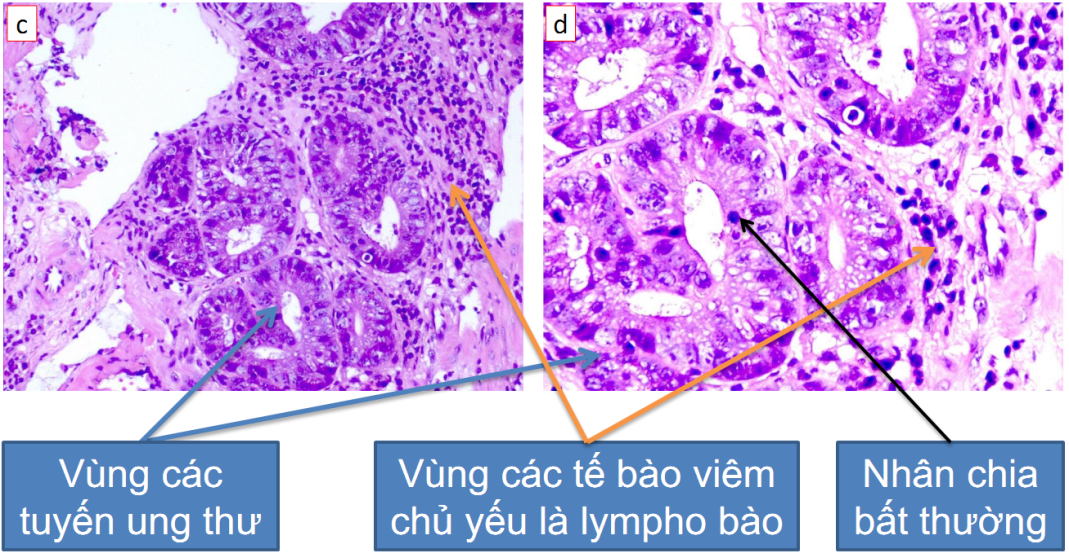 c
d
Vùng các
tuyến ung thư
Vùng các tế bào viêm
chủ yếu là lympho bào
Nhân chia
bất thường